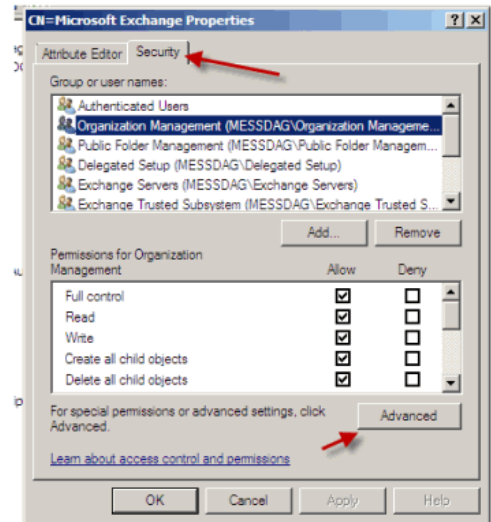 CN=Microsoft Exchange Properties
Attribute Editor Security
Group or user names:
Authenticated Users
Organization Management (MESSDAG\Organization Manageme...
Public Folder Management (MESSDAG\Public Folder Managem...
Delegated Setup (MESSDAG\Delegated Setup)
Exchange Servers (MESSDAG\Exchange Servers)
Exchange Trusted Subsystem (MESSDAG\Exchange Trusted S...
Add... Remove
Permissions for Organization
Management Allow Deny
Full control
Read
Write
Create all child objects
Delete all child objects
For special permissions or advanced settings, click
Advanced.
Advanced
Learn about access control and permissions
OK Cancel Apply Help